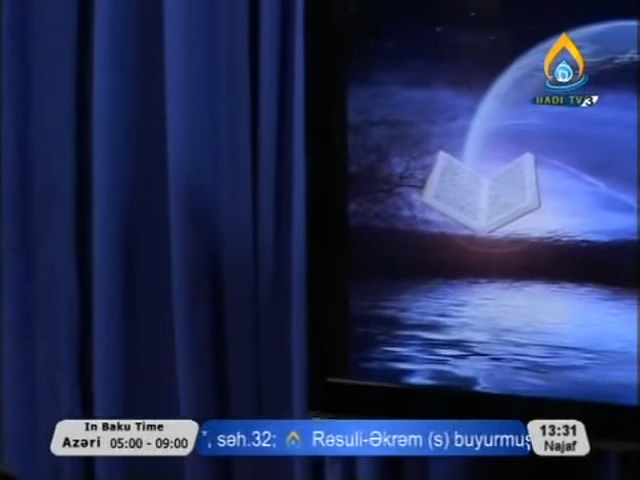 HADI TV 3
In Baku Time
Azəri 05:00 - 09:00
", səh.32; Rəsuli-Əkrəm (s) buyurmuş
13:31
Najaf